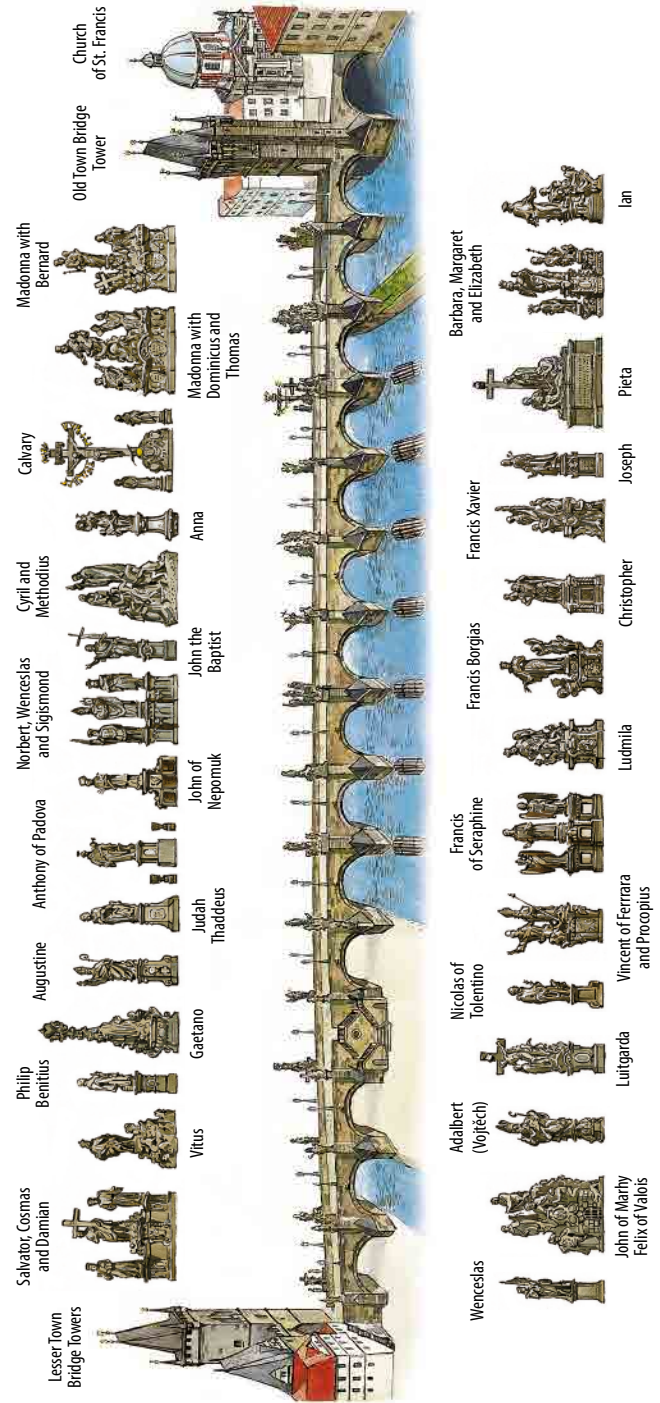 Lesser Town
Bridge Towers
Salvator, Cosmas
and Damian
Vitus
Philip
Benitius
Gaetano
Augustine
Judah
Thaddeus
Anthony of Padova
John of
Nepomuk
Norbert, Wenceslas
and Sigismond
John the
Baptist
Cyril and
Methodius
Anna
Calvary
Madonna with
Dominicus and
Thomas
Madonna with
Bernard
Old Town Bridge
Tower
Church
of St. Francis
Wenceslas
John of Marhy
Felix of Valois
Adalbert
(Vojtěch)
Luitgarda
Nicolas of
Tolentino
Vincent of Ferrara
and Procopius
Francis
of Seraphine
Ludmila
Francis Borgias
Christopher
Francis Xavier
Joseph
Pieta
Barbara, Margaret
and Elizabeth
Ian